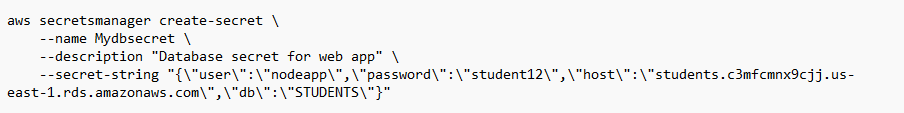 aws secretsmanager create-secret \
    --name Mydbsecret \
    --description "Database secret for web app" \
    --secret-string "{\"user\":\"nodeapp\",\"password\":\"student12\",\"host\":\"students.c3mfcmnx9cjj.us-
east-1.rds.amazonaws.com\",\"db\":\"STUDENTS\"}"